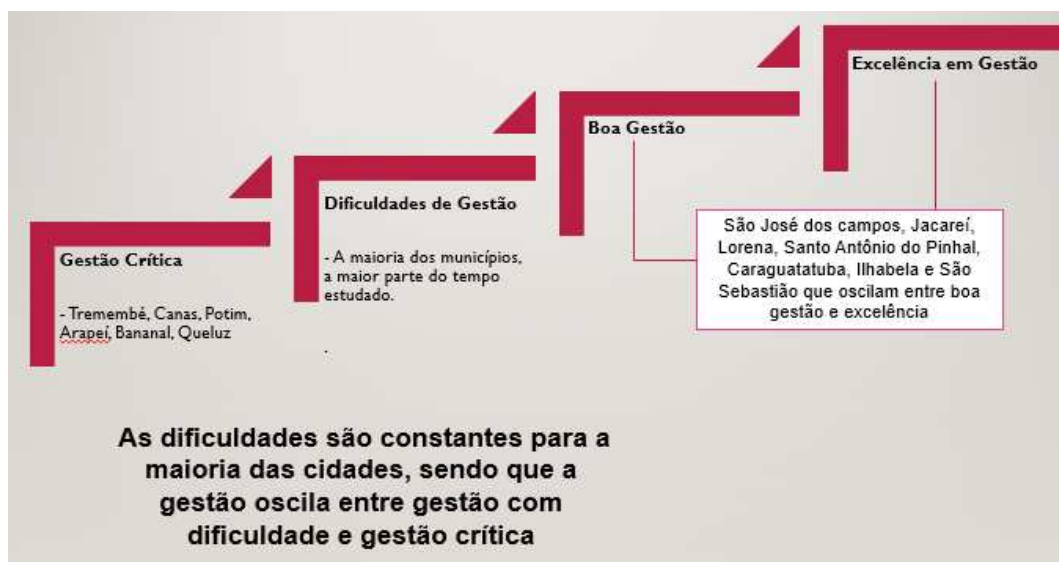 Gestão Crítica
- Tremembé, Canas, Potim,
Arapeí, Bananal, Queluz
Dificuldades de Gestão
- A maioria dos municípios,
a maior parte do tempo
estudado.
.
Boa Gestão
Excelência em Gestão
São José dos campos, Jacareí,
Lorena, Santo Antônio do Pinhal,
Caraguatatuba, Ilhabela e São
Sebastião que oscilam entre boa
gestão e excelência
As dificuldades são constantes para a
maioria das cidades, sendo que a
gestão oscila entre gestão com
dificuldade e gestão crítica